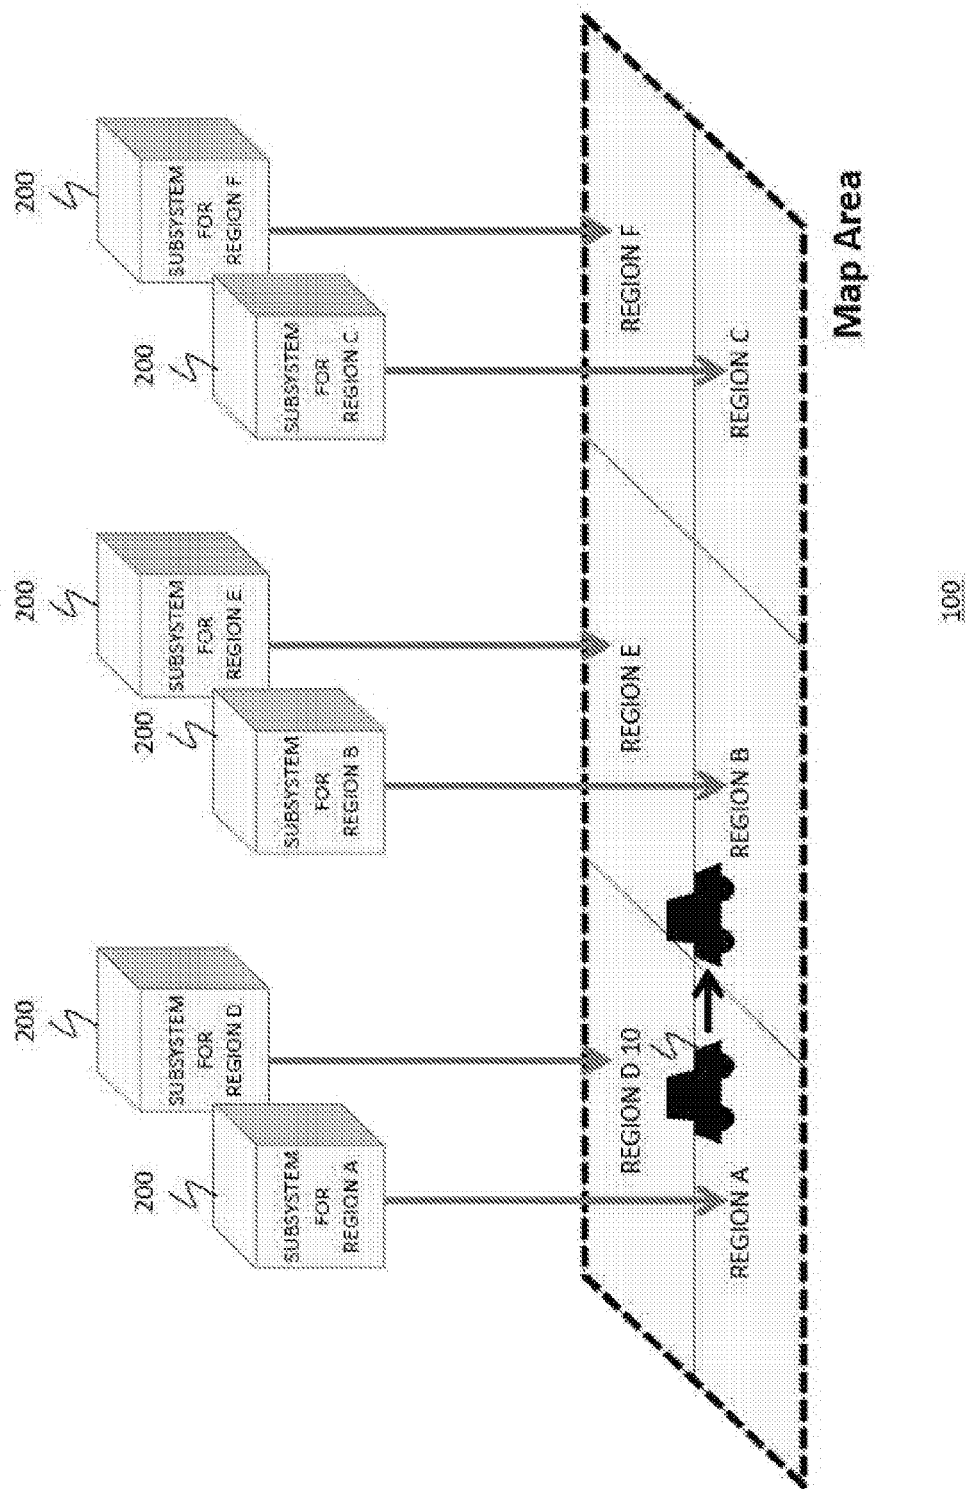 200
SUBSYSTEM
FOR
REGION D
200
SUBSYSTEM
FOR
REGION E
200
SUBSYSTEM
FOR
REGION F
200
SUBSYSTEM
FOR
REGION A
200
SUBSYSTEM
FOR
REGION B
200
SUBSYSTEM
FOR
REGION C
REGION D 10
REGION E
REGION F
REGION A
REGION B
REGION C
Map Area
100